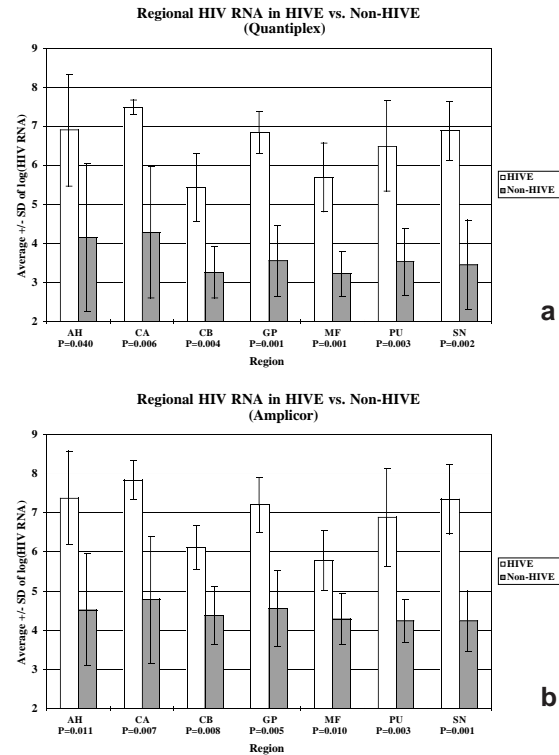 Regional HIV RNA in HIVE vs. Non-HIVE
(Quantiplex)
Average +/- SD of log(HIV RNA)
9
8
7
6
5
4
3
2
HIVE
Non-HIVE
AH CA CB GP MF PU SN
P=0.040 P=0.006 P=0.004 P=0.001 P=0.001 P=0.003 P=0.002
Region
a
Regional HIV RNA in HIVE vs. Non-HIVE
(Amplicor)
Average +/- SD of log(HIV RNA)
9
8
7
6
5
4
3
2
HIVE
Non-HIVE
AH CA CB GP MF PU SN
P=0.011 P=0.007 P=0.008 P=0.005 P=0.010 P=0.003 P=0.001
Region
b